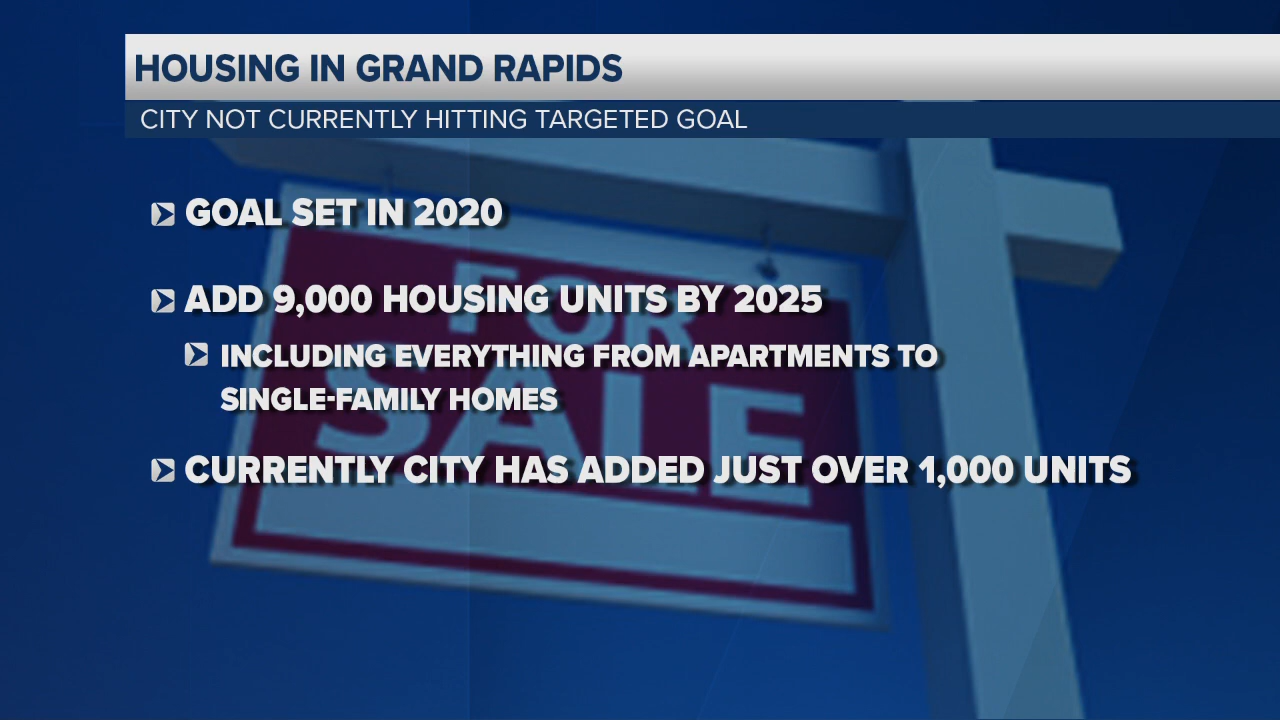 HOUSING IN GRAND RAPIDS
CITY NOT CURRENTLY HITTING TARGETED GOAL
GOAL SET IN 2020
ADD 9,000 HOUSING UNITS BY 2025
INCLUDING EVERYTHING FROM APARTMENTS TO
SINGLE-FAMILY HOMES
CURRENTLY CITY HAS ADDED JUST OVER 1,000 UNITS
FOR
SALE